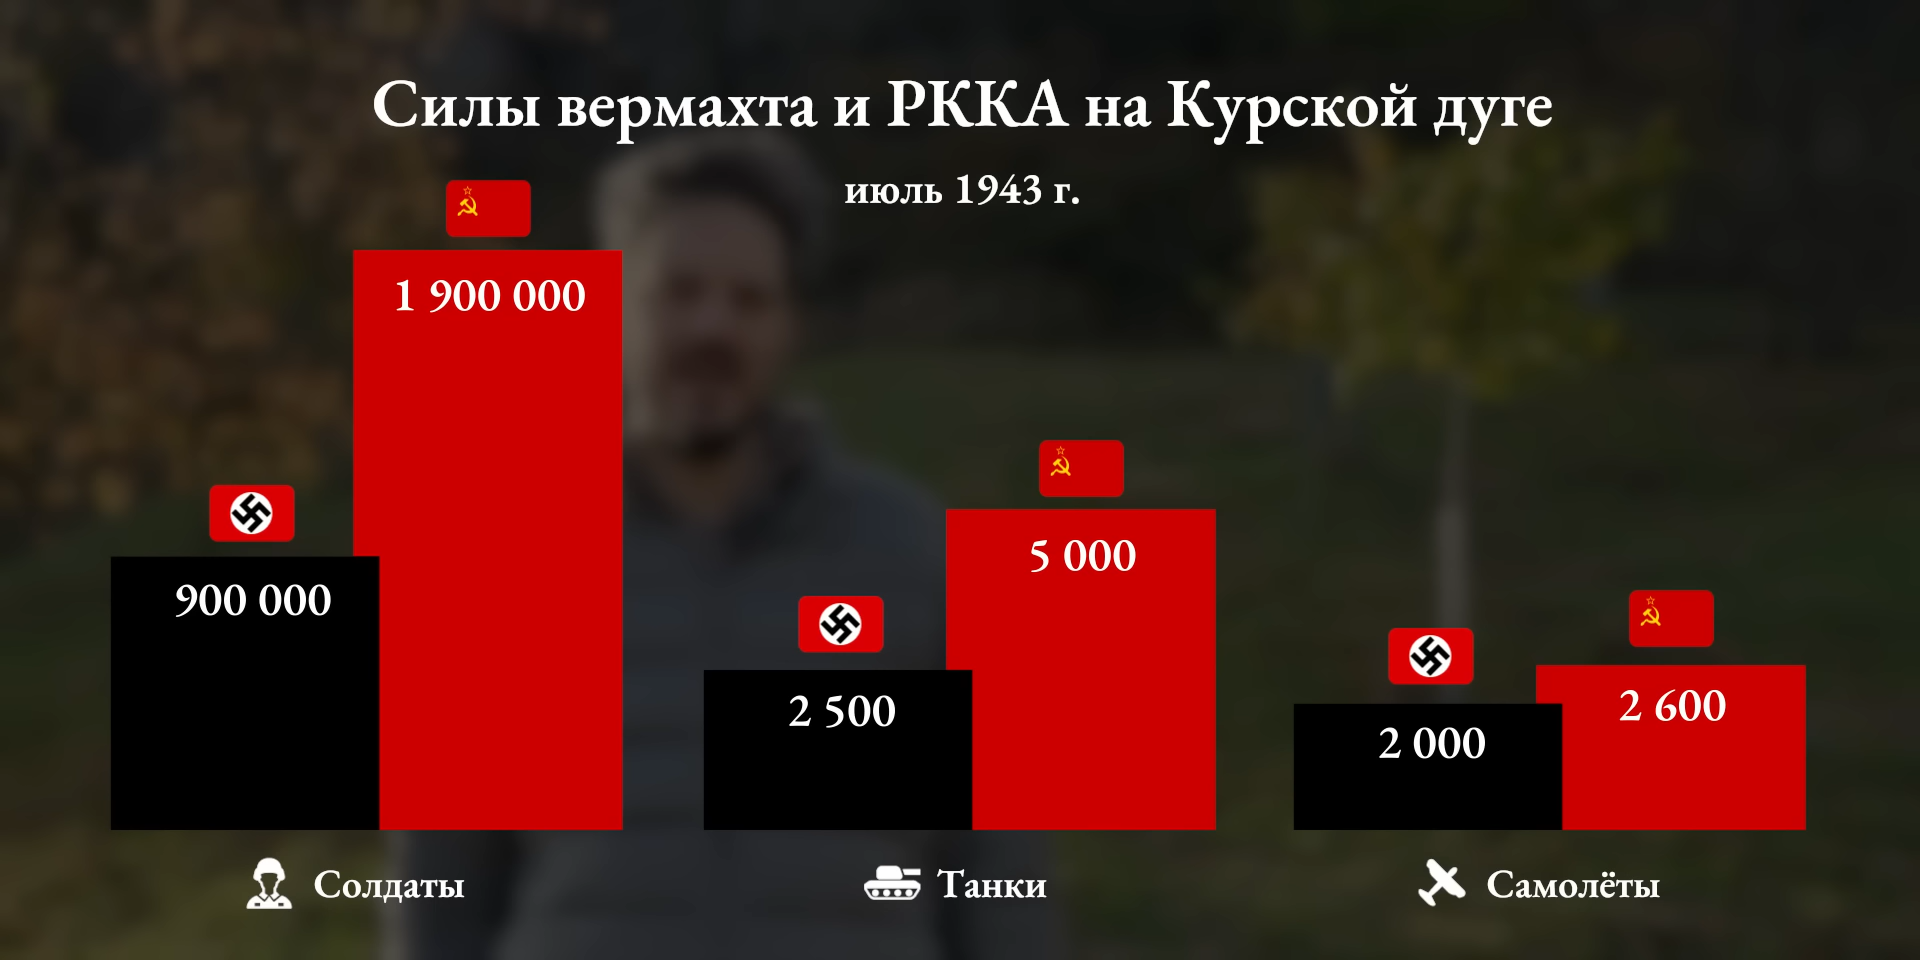 Силы вермахта и РККА на Курской дуге
июль 1943 г.
900 000
1 900 000
2 500
5 000
2 000
2 600
Солдаты
Танки
Самолёты